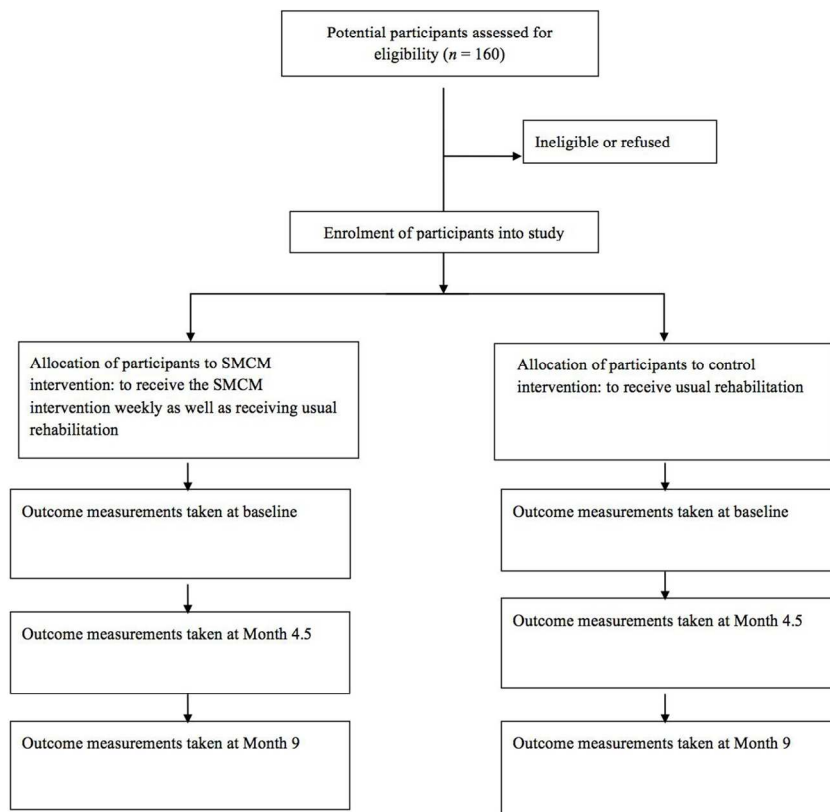 Potential participants assessed for
eligibility (n = 160)
Ineligible or refused
Enrolment of participants into study
Allocation of participants to SMCM
intervention: to receive the SMCM
intervention weekly as well as receiving usual
rehabilitation
Allocation of participants to control
intervention: to receive usual rehabilitation
Outcome measurements taken at baseline
Outcome measurements taken at baseline
Outcome measurements taken at Month 4.5
Outcome measurements taken at Month 4.5
Outcome measurements taken at Month 9
Outcome measurements taken at Month 9